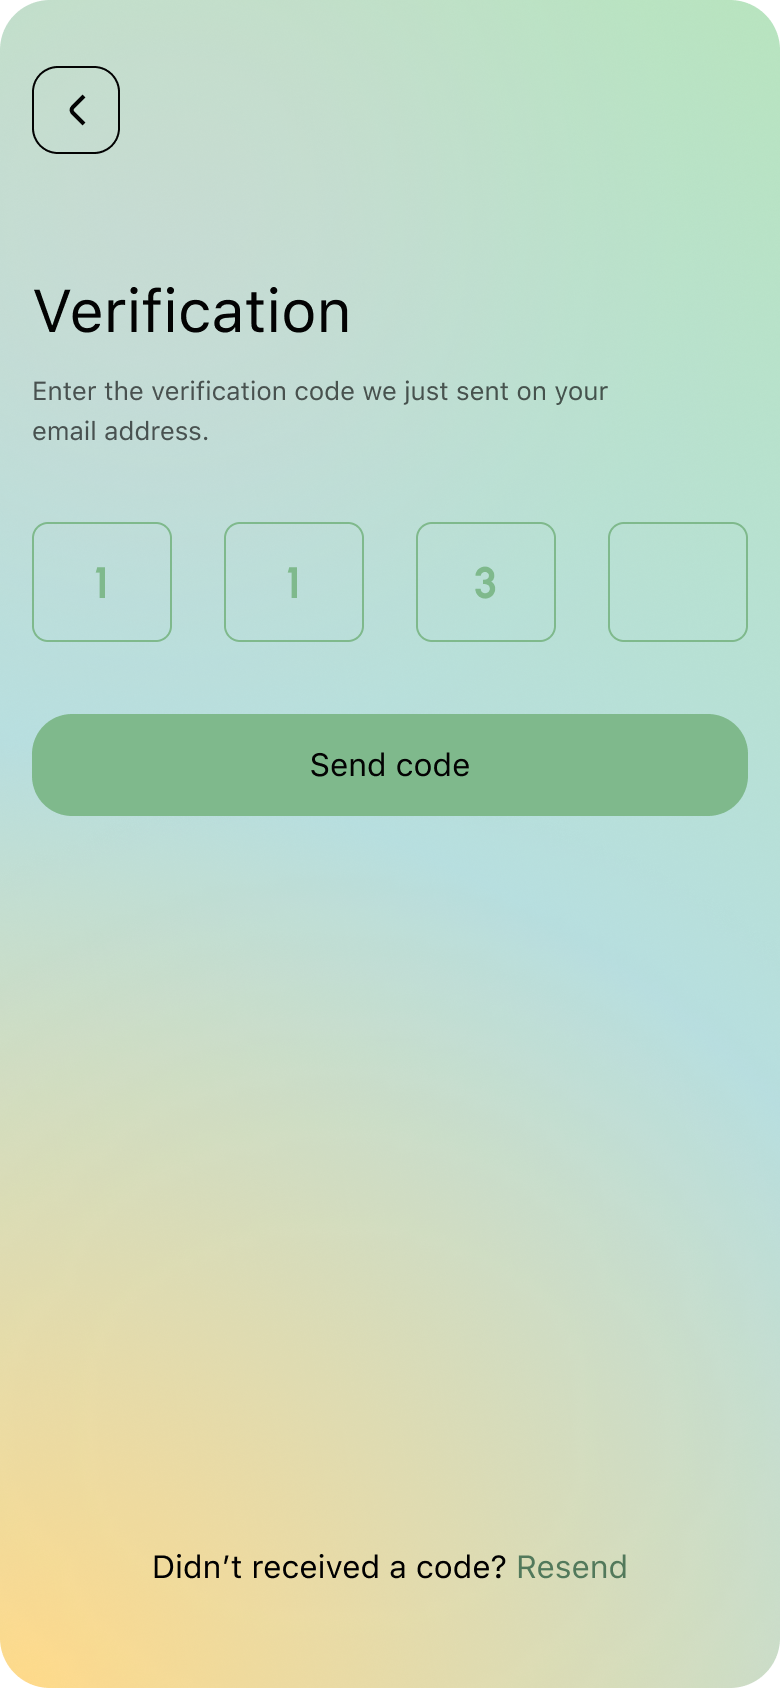 Verification
Enter the verification code we just sent on your
email address.
1 1 3
Send code
Didn’t received a code? Resend